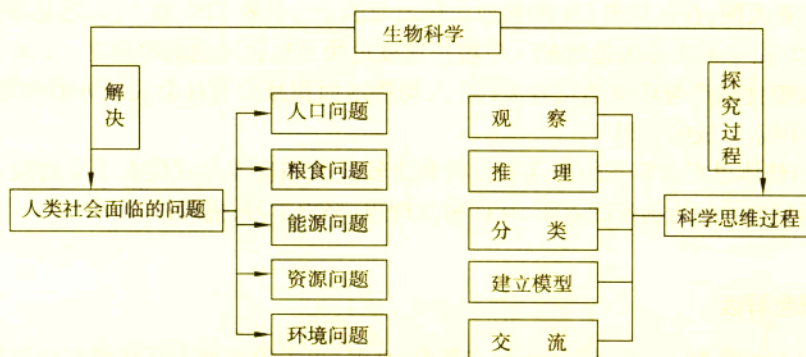 生物科学
解决
探究过程
人口问题
观 察
粮食问题
推 理
人类社会面临的问题
能源问题
分 类
科学思维过程
资源问题
建立模型
环境问题
交 流